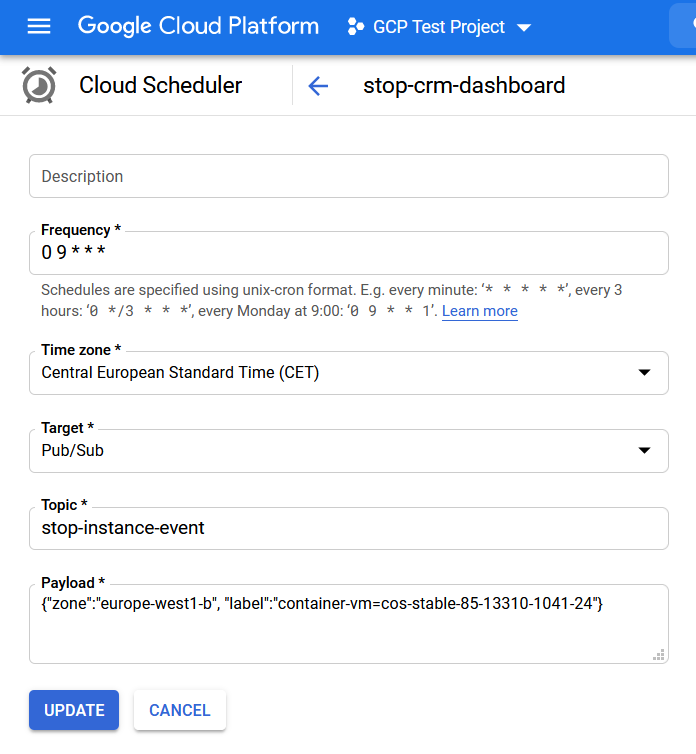 Google Cloud Platform GCP Test Project
Cloud Scheduler stop-crm-dashboard
Description
Frequency *
0 9 * * *
Schedules are specified using unix-cron format. E.g. every minute: ‘* * * * *’, every 3
hours: ‘0 */3 * * *’, every Monday at 9:00: ‘0 9 * * 1’. Learn more
Time zone *
Central European Standard Time (CET)
Target *
Pub/Sub
Topic *
stop-instance-event
Payload *
{"zone":"europe-west1-b", "label":"container-vm=cos-stable-85-13310-1041-24"}
UPDATE CANCEL